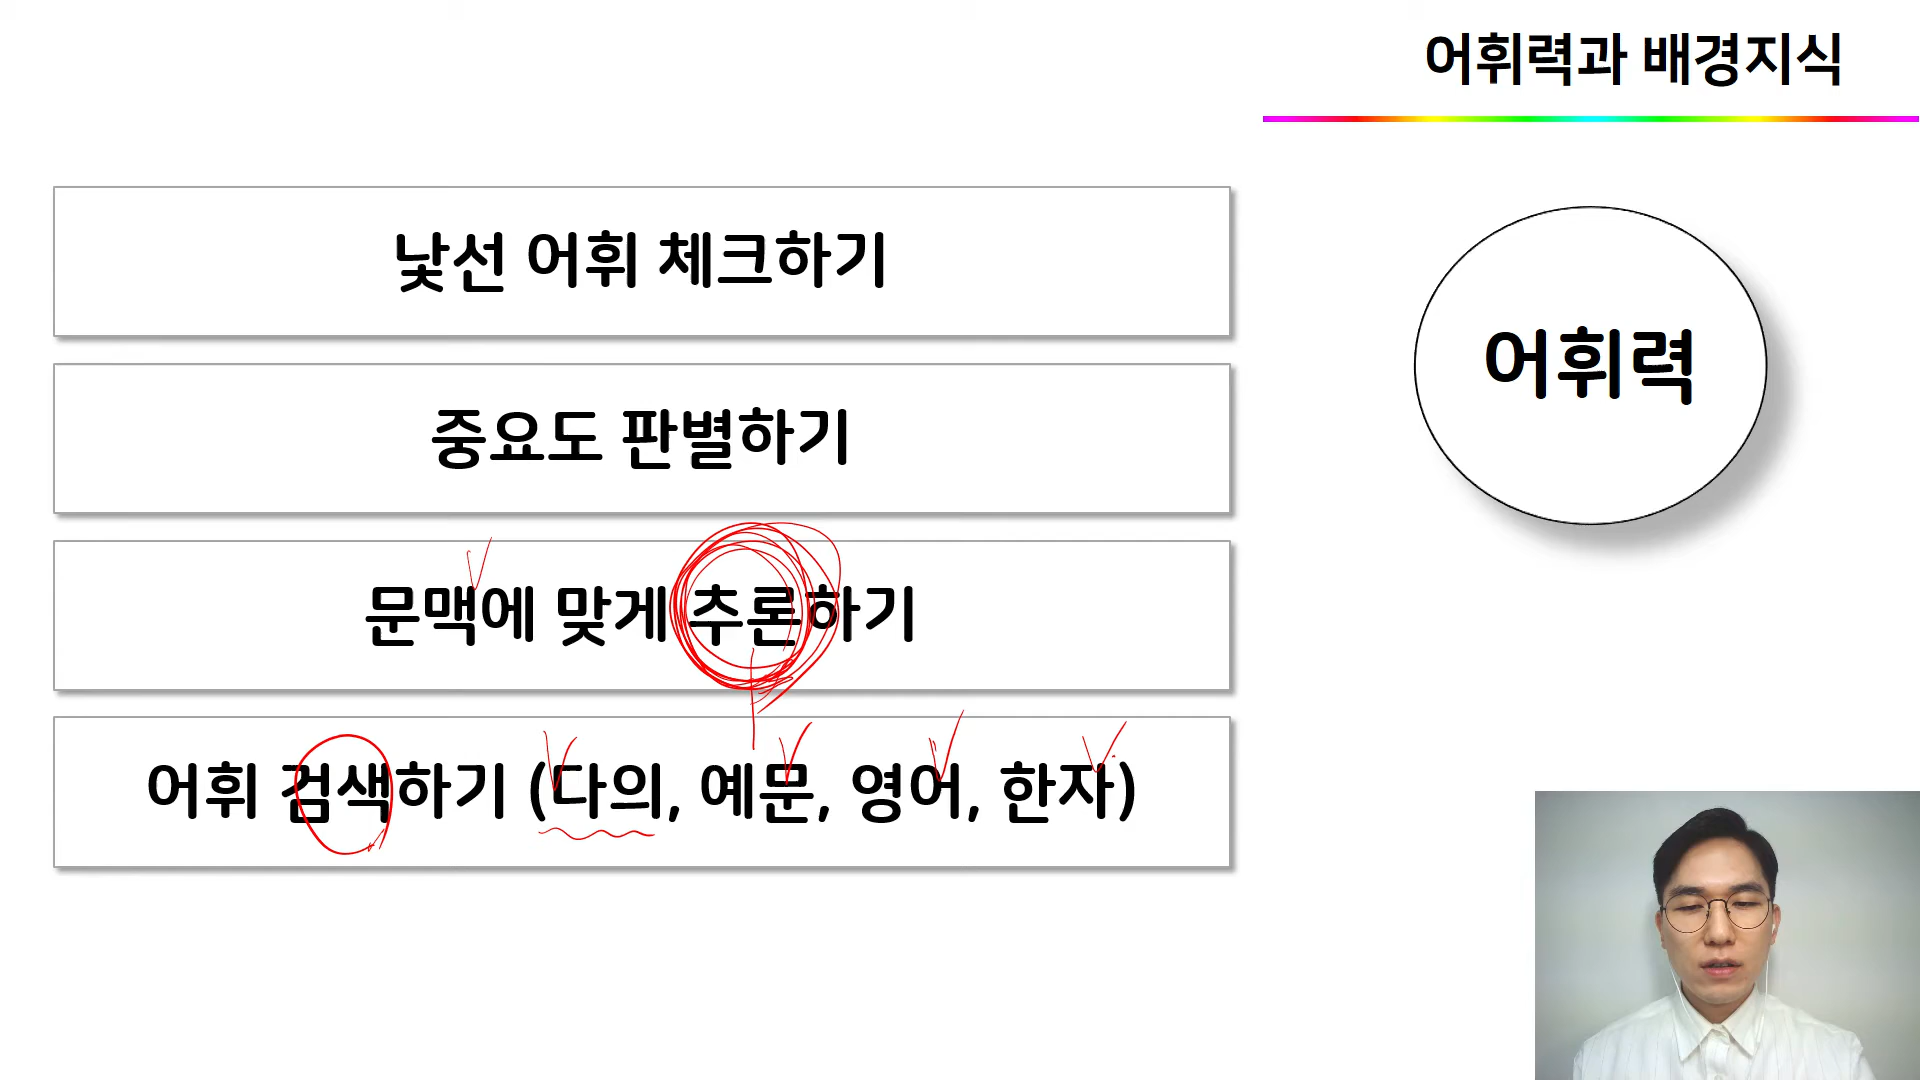 어휘력과 배경지식
낯선 어휘 체크하기
중요도 판별하기
문맥에 맞게 추론하기
어휘 검색하기 (다의, 예문, 영어, 한자)
어휘력